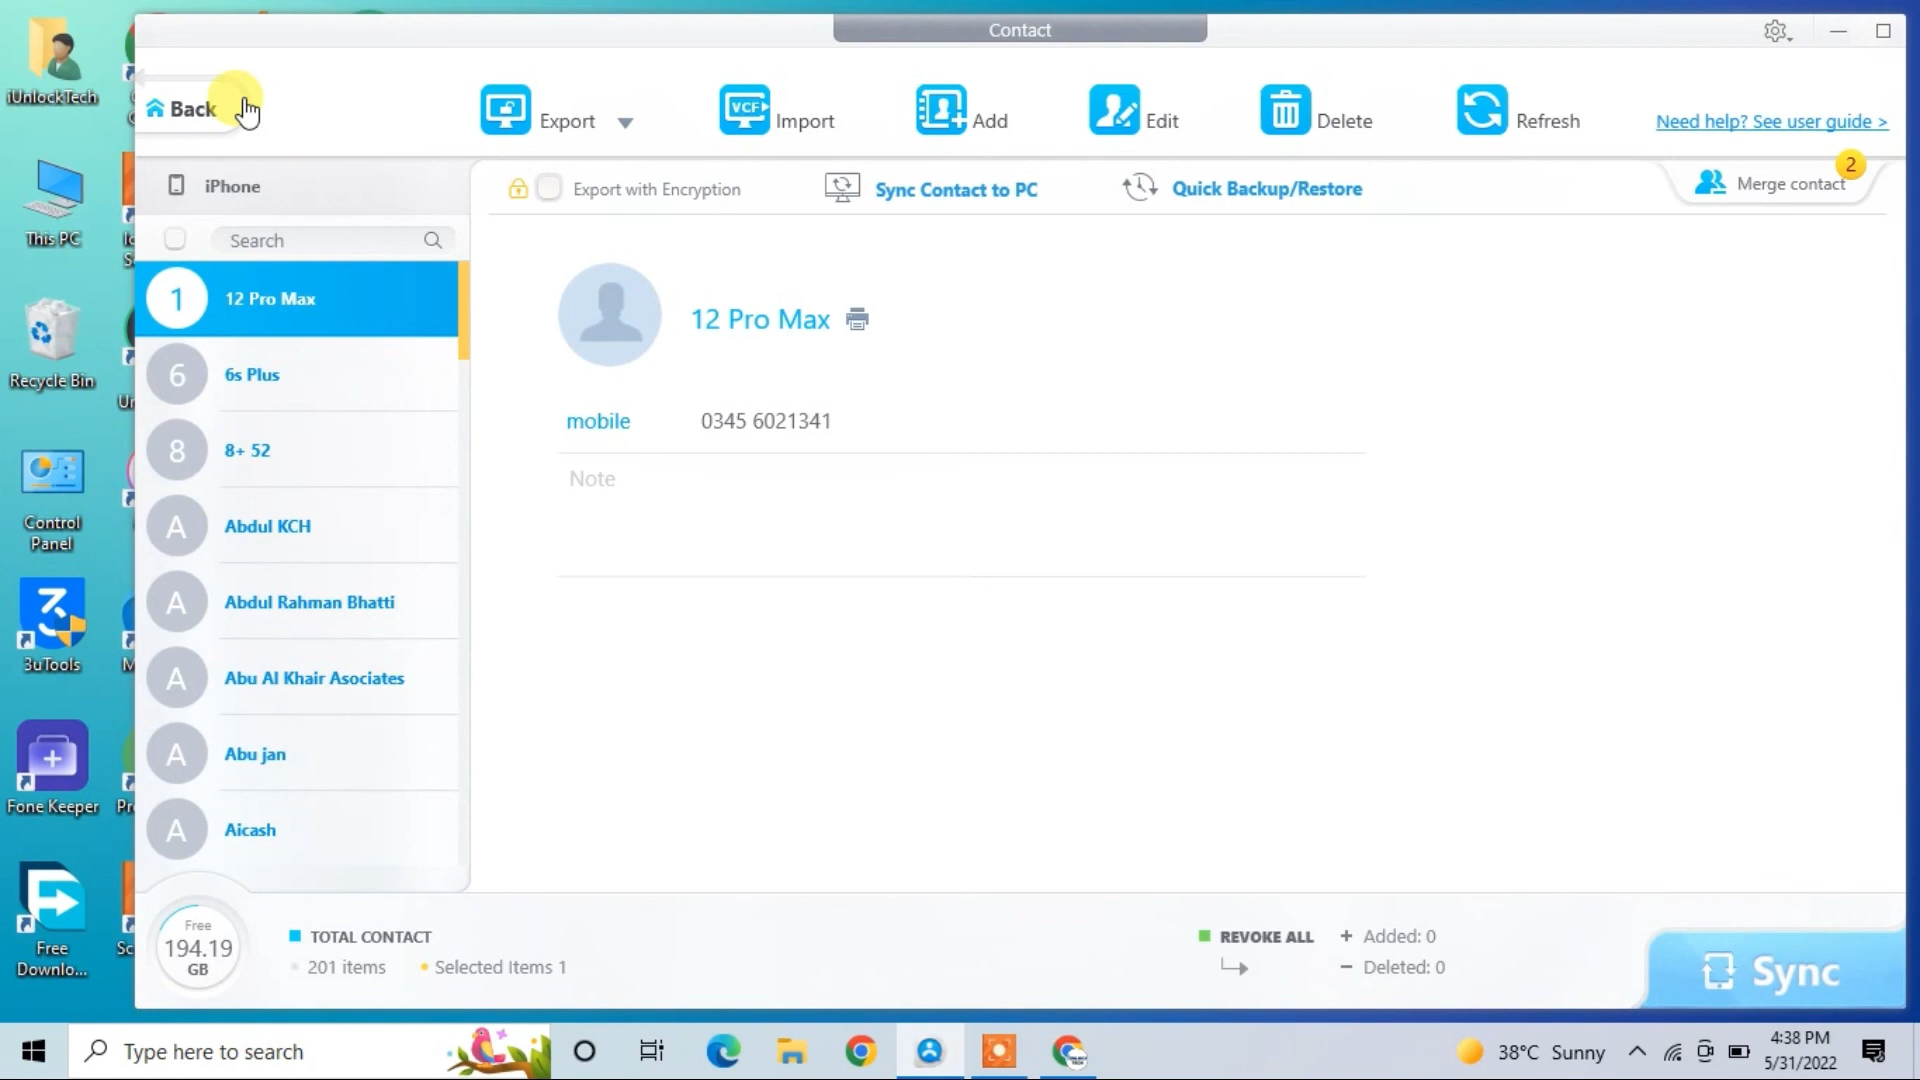 Contact
iUnlockTech
Back
Export
VCF
Import
Add
Edit
Delete
Refresh
Need help? See user guide >
iPhone
Export with Encryption
Sync Contact to PC
Quick Backup/Restore
Merge contact
2
This PC
Search
1
12 Pro Max
12 Pro Max
Recycle Bin
6
6s Plus
mobile
0345 6021341
8
8+ 52
Note
Control
Panel
A
Abdul KCH
A
Abdul Rahman Bhatti
3uTools
A
Abu Al Khair Asociates
A
Abu jan
Fone Keeper
A
Aicash
Free
194.19
GB
TOTAL CONTACT
201 items
Selected Items 1
REVOKE ALL
+ Added: 0
− Deleted: 0
Sync
Free
Downlo...
Type here to search
38°C Sunny
4:38 PM
5/31/2022